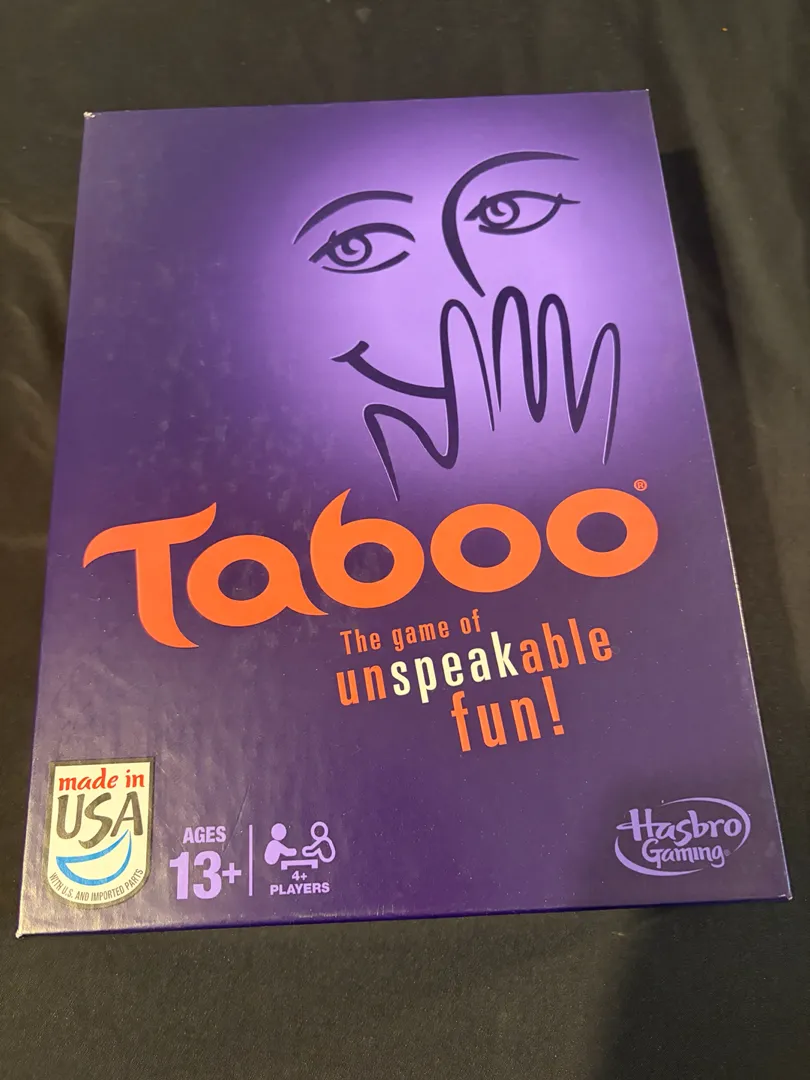 Taboo®
The game of
unspeakable
fun!
made in
USA
WITH U.S. AND IMPORTED PARTS
AGES
13+
4+
PLAYERS
Hasbro
Gaming